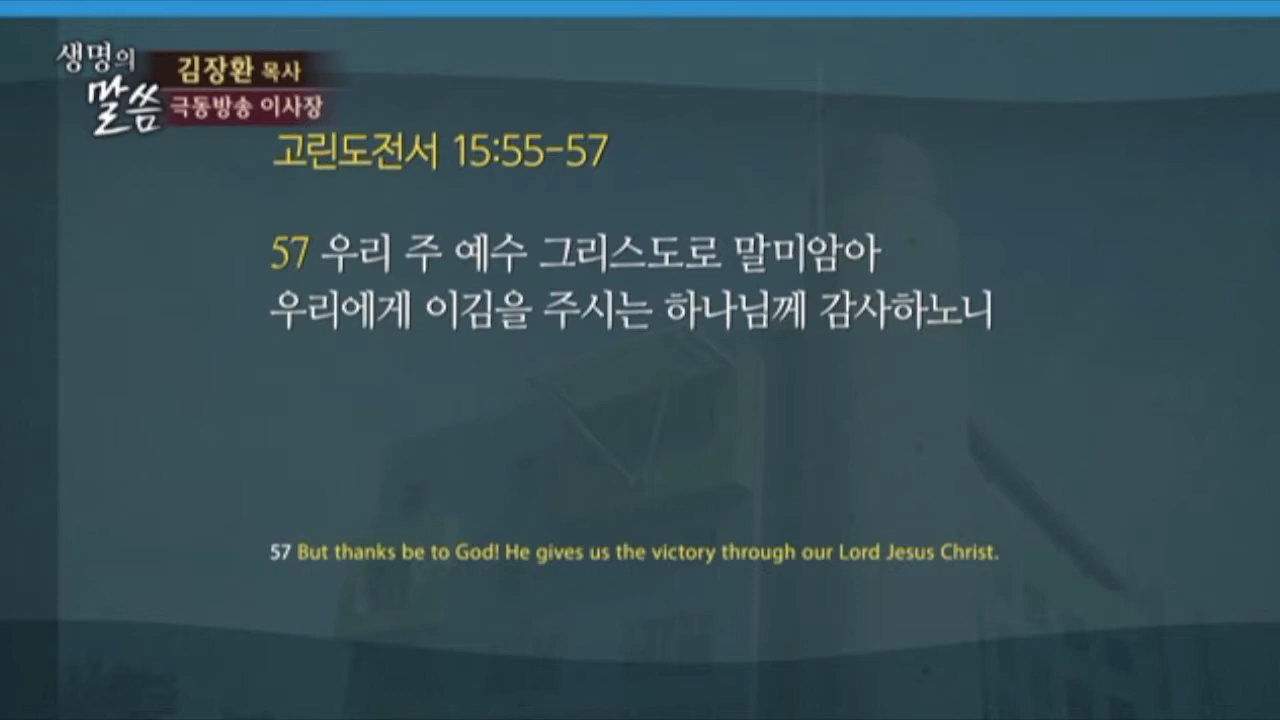 생명의
말씀
김장환 목사
극동방송 이사장
고린도전서 15:55-57
57 우리 주 예수 그리스도로 말미암아
우리에게 이김을 주시는 하나님께 감사하노니
57 But thanks be to God! He gives us the victory through our Lord Jesus Christ.